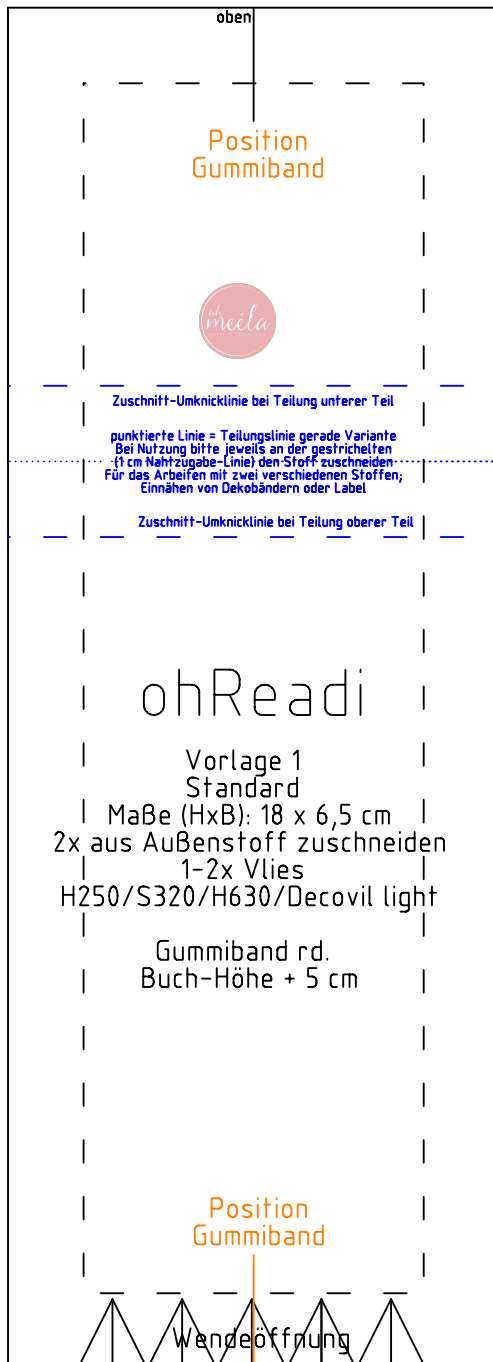 oben
Position
Gummiband
oh
meela
Zuschnitt-Umknicklinie bei Teilung unterer Teil
punktierte Linie = Teilungslinie gerade Variante
Bei Nutzung bitte jeweils an der gestrichelten
(1 cm Nahtzugabe-Linie) den Stoff zuschneiden
Für das Arbeiten mit zwei verschiedenen Stoffen;
Einnähen von Dekobändern oder Label
Zuschnitt-Umknicklinie bei Teilung oberer Teil
ohReadi
Vorlage 1
Standard
Maße (HxB): 18 x 6,5 cm
2x aus Außenstoff zuschneiden
1-2x Vlies
H250/S320/H630/Decovil light
Gummiband rd.
Buch-Höhe + 5 cm
Position
Gummiband
Wendeöffnung